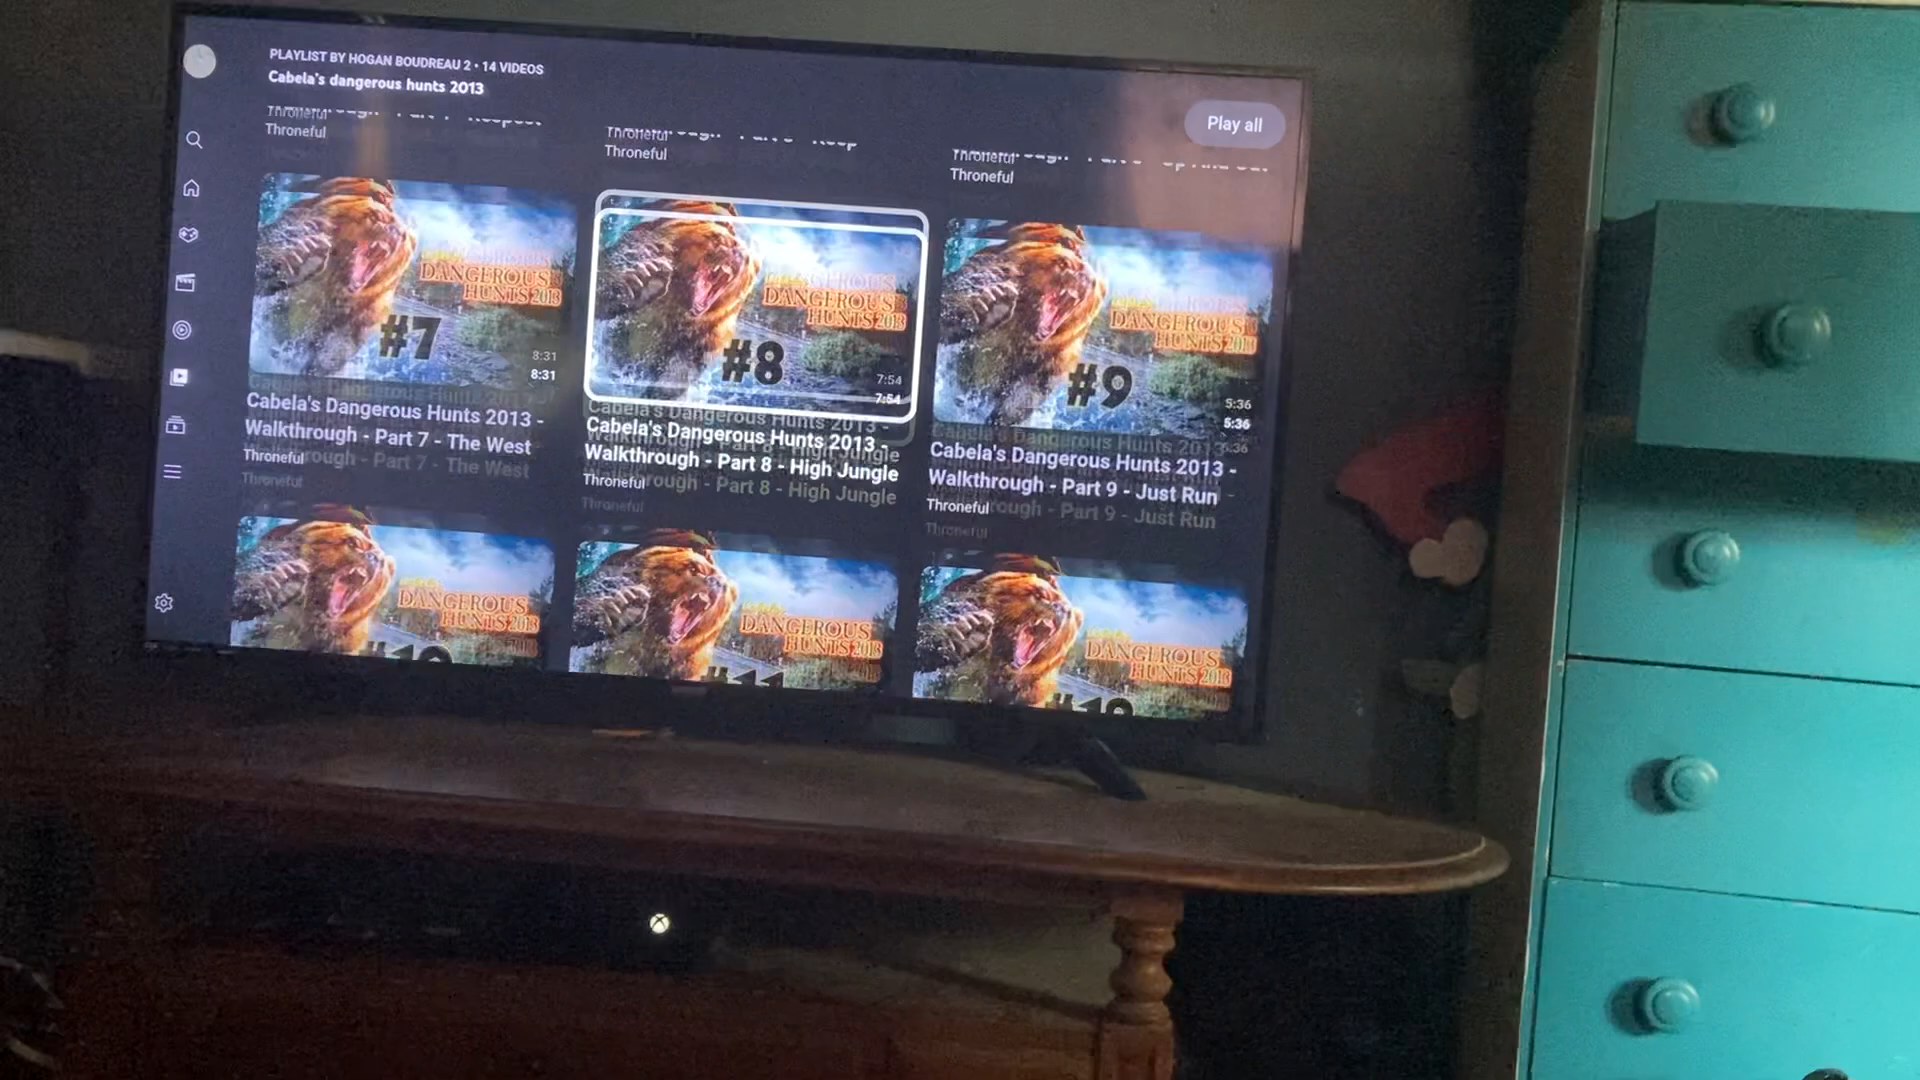 PLAYLIST BY HOGAN BOUDREAU 2 • 14 VIDEOS
Cabela's dangerous hunts 2013
Play all
Throneful
Throneful
Throneful
DANGEROUS
HUNTS 2013
#7
8:31
Cabela's Dangerous Hunts 2013 -
Walkthrough - Part 7 - The West
Throneful
DANGEROUS
HUNTS 2013
#8
7:54
Cabela's Dangerous Hunts 2013 -
Walkthrough - Part 8 - High Jungle
Throneful
DANGEROUS
HUNTS 2013
#9
5:36
Cabela's Dangerous Hunts 2013 -
Walkthrough - Part 9 - Just Run
Throneful
DANGEROUS
HUNTS 2013
DANGEROUS
HUNTS 2013
#11
DANGEROUS
HUNTS 2013